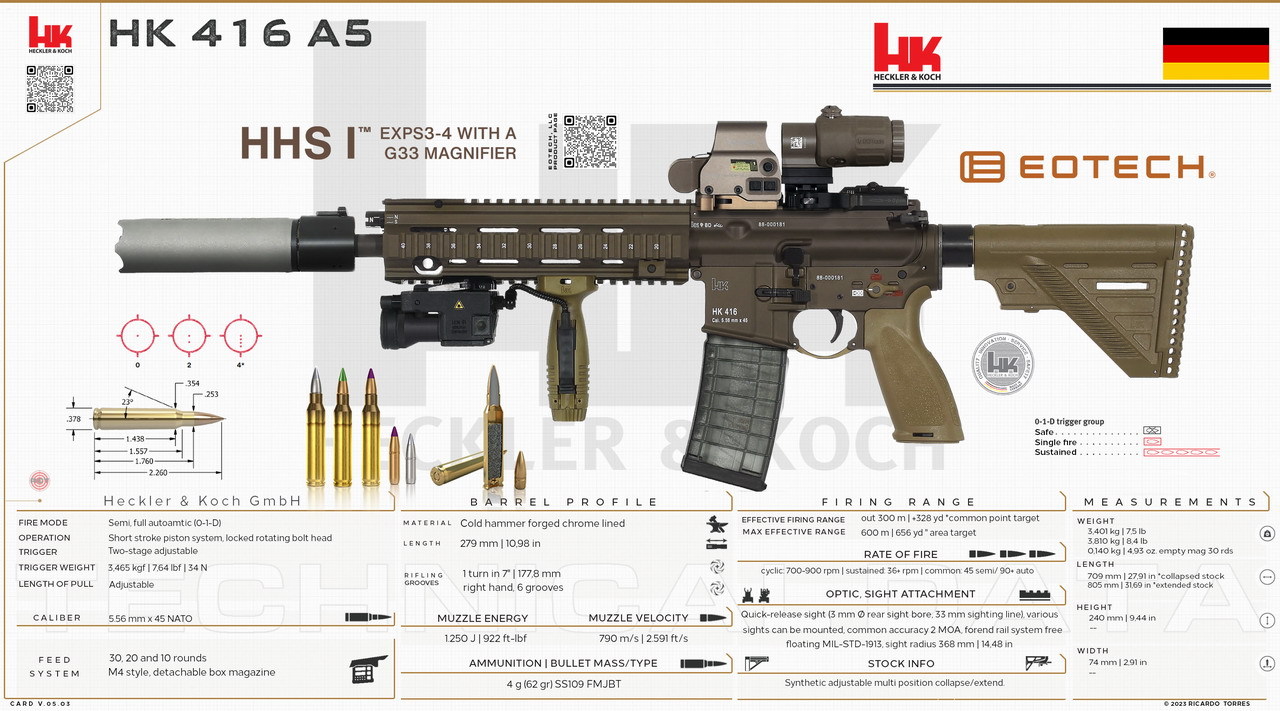 HK 416 A5
HECKLER & KOCH
HECKLER & KOCH
HHS I™ EXPS3-4 WITH A
G33 MAGNIFIER
EOTECH, LLC
PRODUCT PAGE
EOTECH®
88-000181
88-000181
HK
HK 416
Cal. 5.56 mm x 45
0 2 4*
.354
.253
23°
.378
1.438
1.557
1.760
2.260
HECKLER & KOCH
0-1-D trigger group
Safe
Single fire
Sustained
Heckler & Koch GmbH
FIRE MODE Semi, full autoamtic (0-1-D)
OPERATION Short stroke piston system, locked rotating bolt head
TRIGGER Two-stage adjustable
TRIGGER WEIGHT 3,465 kgf | 7,64 lbf | 34 N
LENGTH OF PULL Adjustable
CALIBER 5.56 mm x 45 NATO
FEED
SYSTEM
30, 20 and 10 rounds
M4 style, detachable box magazine
BARREL PROFILE
MATERIAL Cold hammer forged chrome lined
LENGTH 279 mm | 10,98 in
RIFLING
GROOVES
1 turn in 7" | 177,8 mm
right hand, 6 grooves
MUZZLE ENERGY MUZZLE VELOCITY
1.250 J | 922 ft-lbf 790 m/s | 2.591 ft/s
AMMUNITION | BULLET MASS/TYPE
4 g (62 gr) SS109 FMJBT
FIRING RANGE
EFFECTIVE FIRING RANGE out 300 m | +328 yd *common point target
MAX EFFECTIVE RANGE 600 m | 656 yd * area target
RATE OF FIRE
cyclic: 700-900 rpm | sustained: 36+ rpm | common: 45 semi/ 90+ auto
OPTIC, SIGHT ATTACHMENT
Quick-release sight (3 mm Ø rear sight bore, 33 mm sighting line), various
sights can be mounted, common accuracy 2 MOA, forend rail system free
floating MIL-STD-1913, sight radius 368 mm | 14,48 in
STOCK INFO
Synthetic adjustable multi position collapse/extend.
MEASUREMENTS
WEIGHT
3,401 kg | 7,5 lb
3,810 kg | 8,4 lb
0,140 kg | 4,93 oz. empty mag 30 rds
LENGTH
709 mm | 27,91 in *collapsed stock
805 mm | 31,69 in *extended stock
HEIGHT
240 mm | 9,44 in
--
WIDTH
74 mm | 2,91 in
--
TECHNICAL DATA
CARD V.05.03
© 2023 RICARDO TORRES